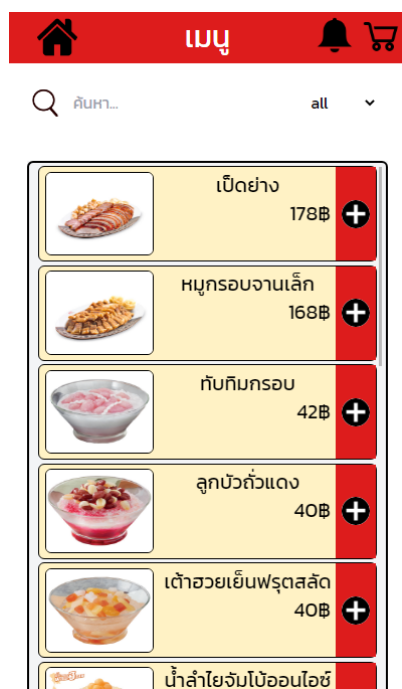 เมนู
ค้นหา... all
เป็ดย่าง
178฿
หมูกรอบจานเล็ก
168฿
ทับทิมกรอบ
42฿
ลูกบัวถั่วแดง
40฿
เต้าฮวยเย็นฟรุตสลัด
40฿
น้ำลำไยจัมโบ้ออนไอซ์